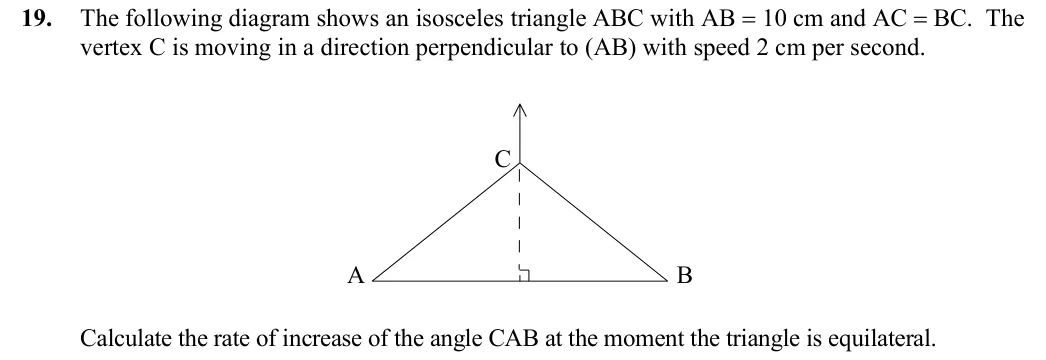 19. The following diagram shows an isosceles triangle ABC with AB = 10 cm and AC = BC. The
vertex C is moving in a direction perpendicular to (AB) with speed 2 cm per second.
C
A
B
Calculate the rate of increase of the angle CAB at the moment the triangle is equilateral.